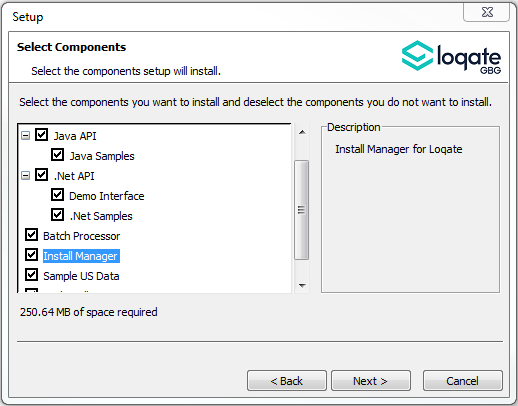 Setup
Select Components
Select the components setup will install.
loqate
GBG
Select the components you want to install and deselect the components you do not want to install.
Java API
Java Samples
.Net API
Demo Interface
.Net Samples
Batch Processor
Install Manager
Sample US Data
Description
Install Manager for Loqate
250.64 MB of space required
< Back
Next >
Cancel